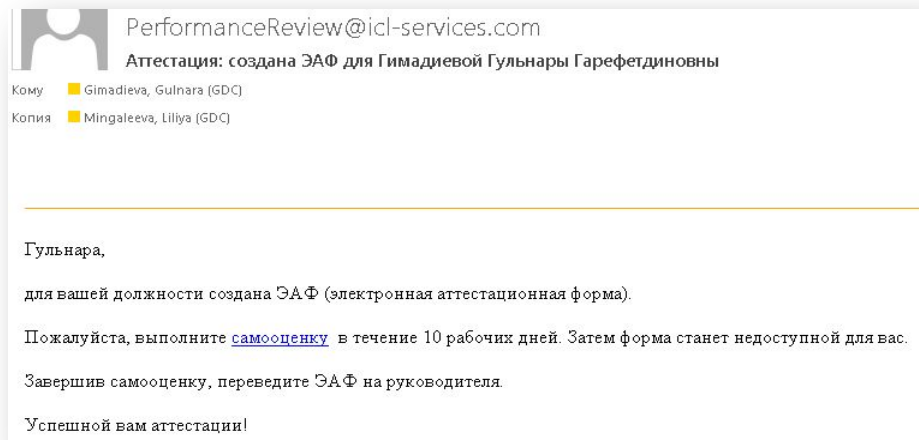 PerformanceReview@icl-services.com
Аттестация: создана ЭАФ для Гимадиевой Гульнары Гарефетдиновны
Кому Gimadieva, Gulnara (GDC)
Копия Mingaleeva, Liliya (GDC)
Гульнара,
для вашей должности создана ЭАФ (электронная аттестационная форма).
Пожалуйста, выполните самооценку в течение 10 рабочих дней. Затем форма станет недоступной для вас.
Завершив самооценку, переведите ЭАФ на руководителя.
Успешной вам аттестации!